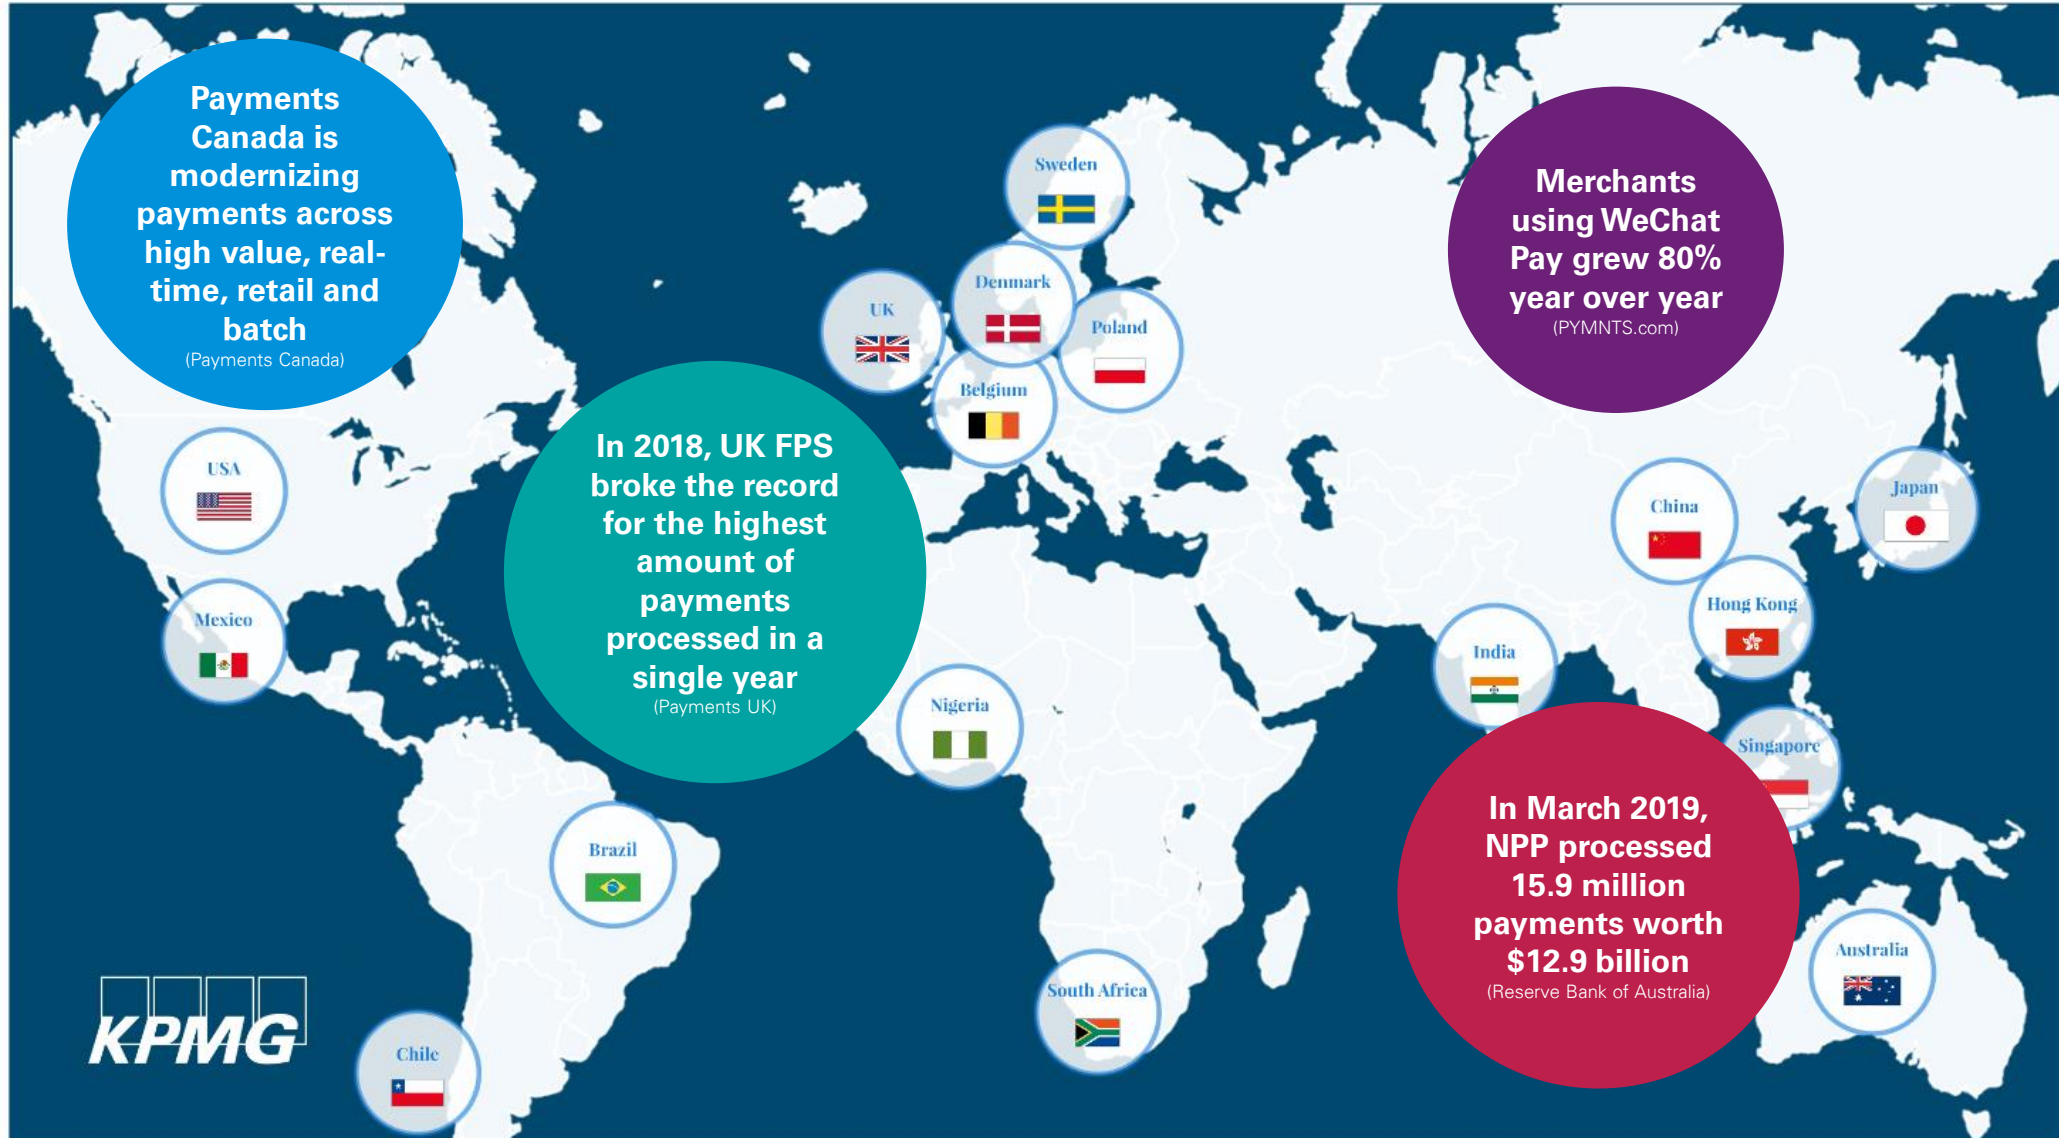 Payments
Canada is
modernizing
payments across
high value, real-
time, retail and
batch
(Payments Canada)
Merchants
using WeChat
Pay grew 80%
year over year
(PYMNTS.com)
Sweden
Denmark
UK
Poland
Belgium
In 2018, UK FPS
broke the record
for the highest
amount of
payments
processed in a
single year
(Payments UK)
USA
Mexico
China
Japan
Hong Kong
India
Nigeria
Singapore
In March 2019,
NPP processed
15.9 million
payments worth
$12.9 billion
(Reserve Bank of Australia)
Brazil
Australia
South Africa
Chile
KPMG